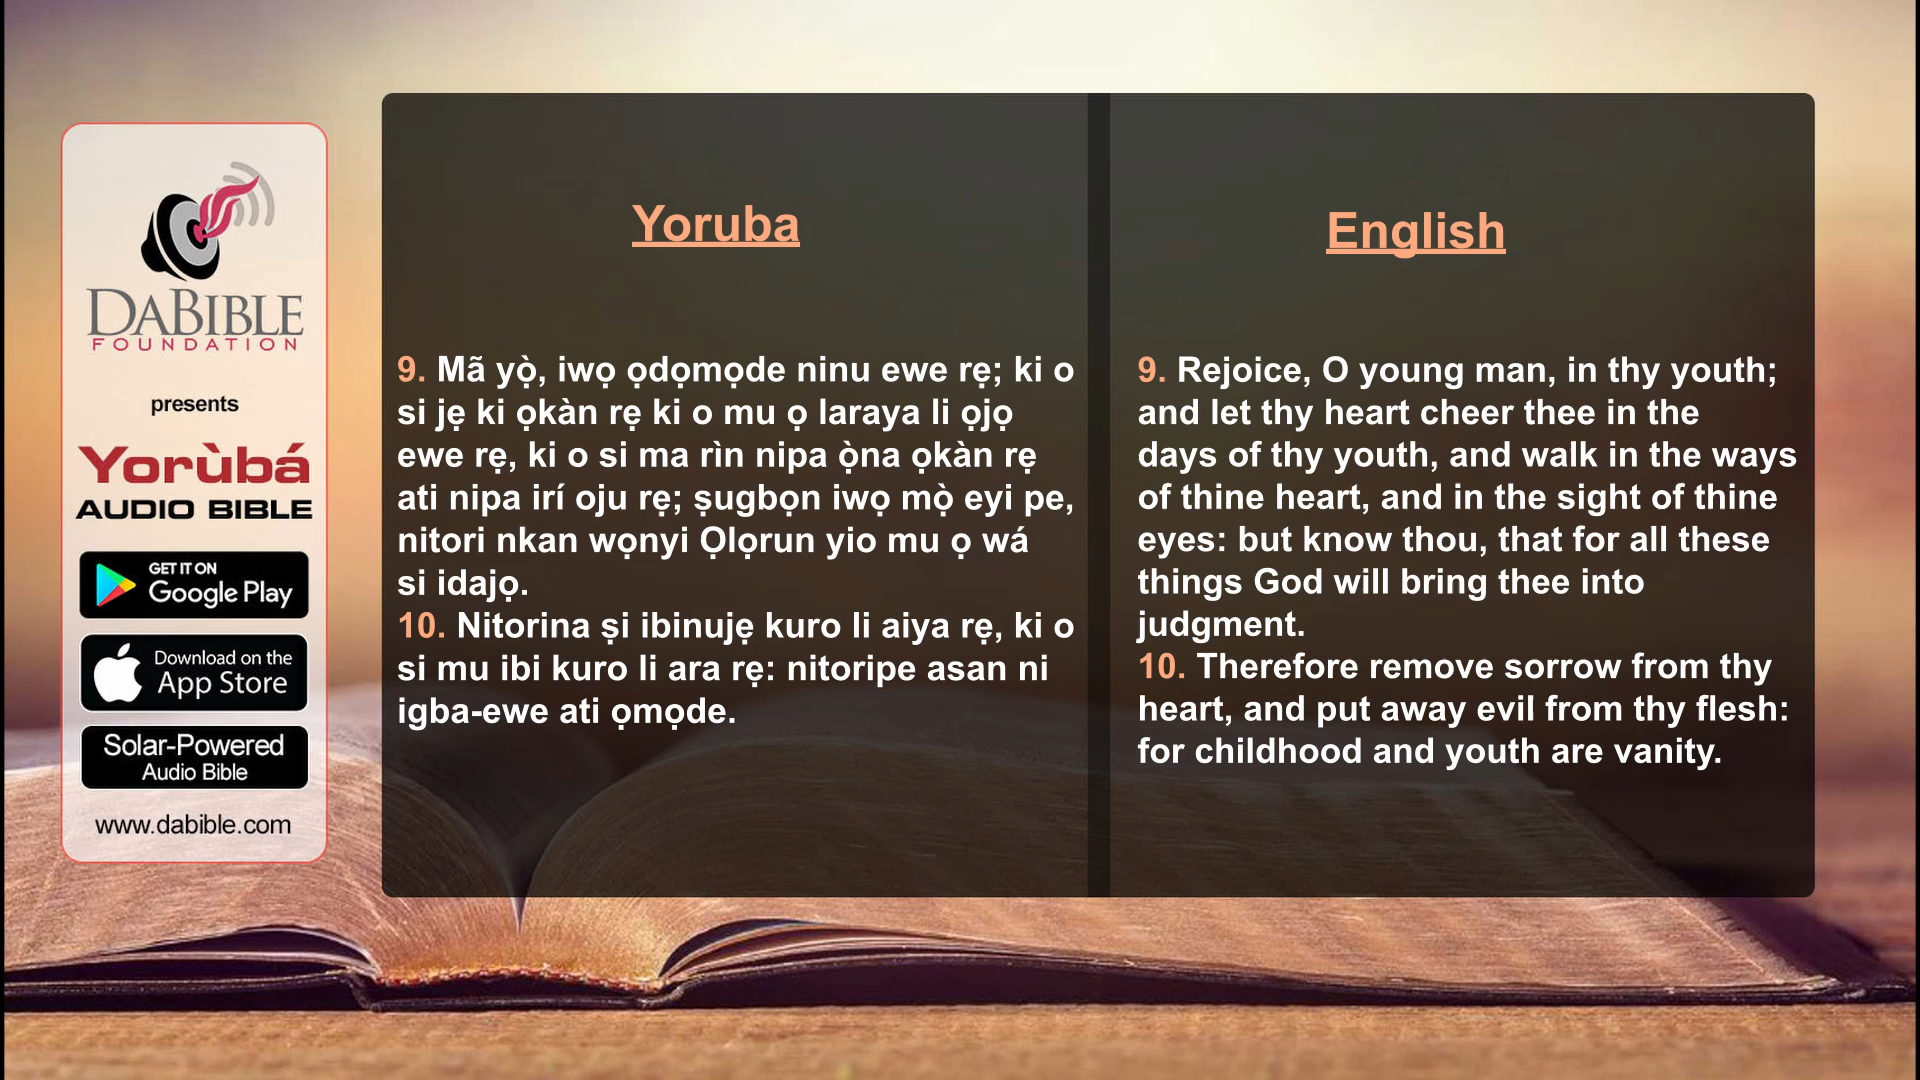 DABIBLE
FOUNDATION
presents
Yorùbá
AUDIO BIBLE
GET IT ON
Google Play
Download on the
App Store
Solar-Powered
Audio Bible
www.dabible.com
Yoruba
9. Mã yọ̀, iwọ ọdọmọde ninu ewe rẹ; ki o
si jẹ ki ọkàn rẹ ki o mu ọ laraya li ọjọ
ewe rẹ, ki o si ma rìn nipa ọ̀na ọkàn rẹ
ati nipa irí oju rẹ; ṣugbọn iwọ mọ̀ eyi pe,
nitori nkan wọnyi Ọlọrun yio mu ọ wá
si idajọ.
10. Nitorina ṣi ibinujẹ kuro li aiya rẹ, ki o
si mu ibi kuro li ara rẹ: nitoripe asan ni
igba-ewe ati ọmọde.
English
9. Rejoice, O young man, in thy youth;
and let thy heart cheer thee in the
days of thy youth, and walk in the ways
of thine heart, and in the sight of thine
eyes: but know thou, that for all these
things God will bring thee into
judgment.
10. Therefore remove sorrow from thy
heart, and put away evil from thy flesh:
for childhood and youth are vanity.